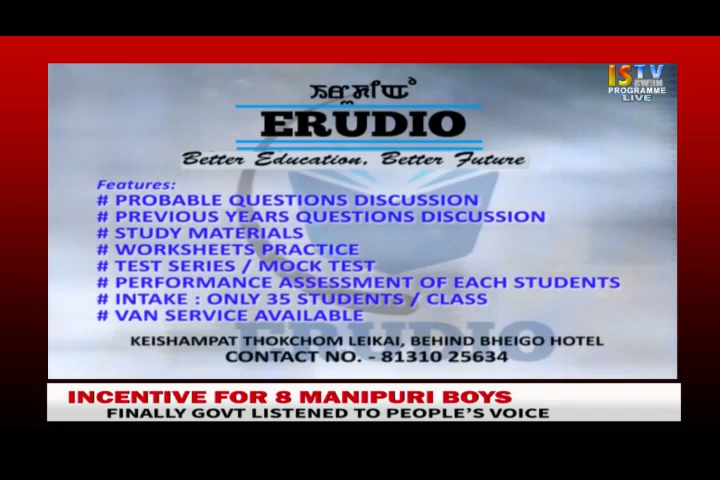 ERUDIO
Better Education, Better Future
ISTV
NEWS
PROGRAMME
LIVE
Features:
# PROBABLE QUESTIONS DISCUSSION
# PREVIOUS YEARS QUESTIONS DISCUSSION
# STUDY MATERIALS
# WORKSHEETS PRACTICE
# TEST SERIES / MOCK TEST
# PERFORMANCE ASSESSMENT OF EACH STUDENTS
# INTAKE : ONLY 35 STUDENTS / CLASS
# VAN SERVICE AVAILABLE
ERUDIO
KEISHAMPAT THOKCHOM LEIKAI, BEHIND BHEIGO HOTEL
CONTACT NO. - 81310 25634
INCENTIVE FOR 8 MANIPURI BOYS
FINALLY GOVT LISTENED TO PEOPLE'S VOICE